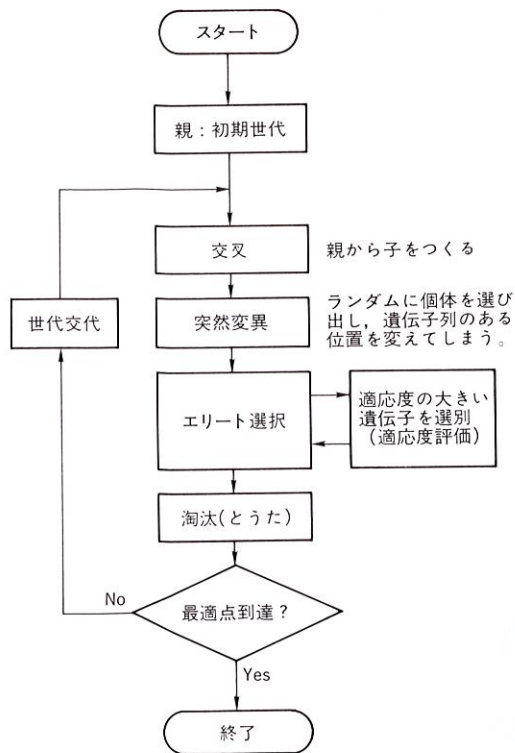 スタート
親:初期世代
交叉
親から子をつくる
突然変異
ランダムに個体を選び
出し,遺伝子列のある
位置を変えてしまう。
世代交代
エリート選択
適応度の大きい
遺伝子を選別
(適応度評価)
淘汰(とうた)
最適点到達?
No
Yes
終了